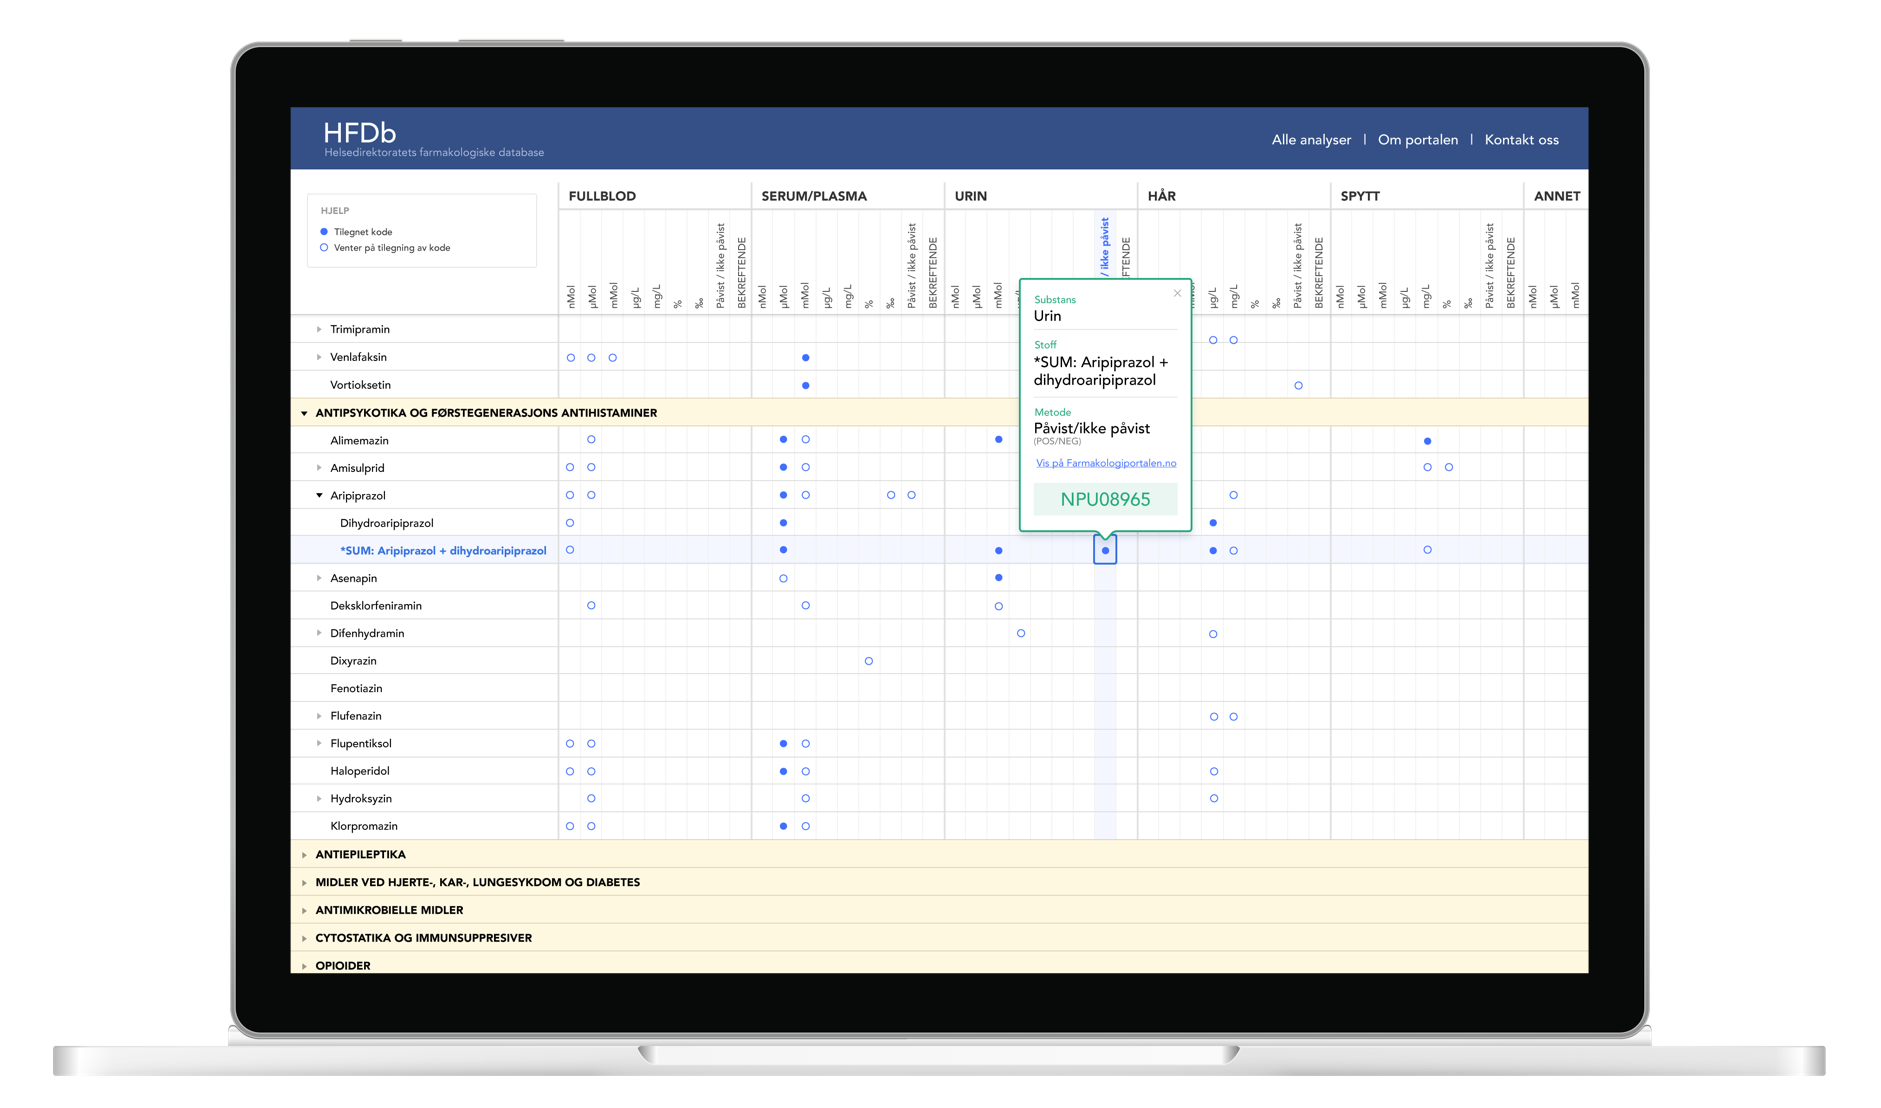 HFDb
Helsedirektoratets farmakologiske database
Alle analyser | Om portalen | Kontakt oss
HJELP
Tilegnet kode
Venter på tilegning av kode
FULLBLOD
SERUM/PLASMA
URIN
HÅR
SPYTT
ANNET
nMol
µMol
mMol
µg/L
mg/L
%
‰
Påvist / ikke påvist
BEKREFTENDE
nMol
µMol
mMol
µg/L
mg/L
%
‰
Påvist / ikke påvist
BEKREFTENDE
nMol
µMol
mMol
/ ikke påvist
FTENDE
µg/L
mg/L
%
‰
Påvist / ikke påvist
BEKREFTENDE
nMol
µMol
mMol
µg/L
mg/L
%
‰
Påvist / ikke påvist
BEKREFTENDE
nMol
µMol
mMol
Substans
Urin
Stoff
*SUM: Aripiprazol +
dihydroaripiprazol
Metode
Påvist/ikke påvist
(POS/NEG)
Vis på Farmakologiportalen.no
NPU08965
Trimipramin
Venlafaksin
Vortioksetin
ANTIPSYKOTIKA OG FØRSTEGENERASJONS ANTIHISTAMINER
Alimemazin
Amisulprid
Aripiprazol
Dihydroaripiprazol
*SUM: Aripiprazol + dihydroaripiprazol
Asenapin
Deksklorfeniramin
Difenhydramin
Dixyrazin
Fenotiazin
Flufenazin
Flupentiksol
Haloperidol
Hydroksyzin
Klorpromazin
ANTIEPILEPTIKA
MIDLER VED HJERTE-, KAR-, LUNGESYKDOM OG DIABETES
ANTIMIKROBIELLE MIDLER
CYTOSTATIKA OG IMMUNSUPPRESIVER
OPIOIDER